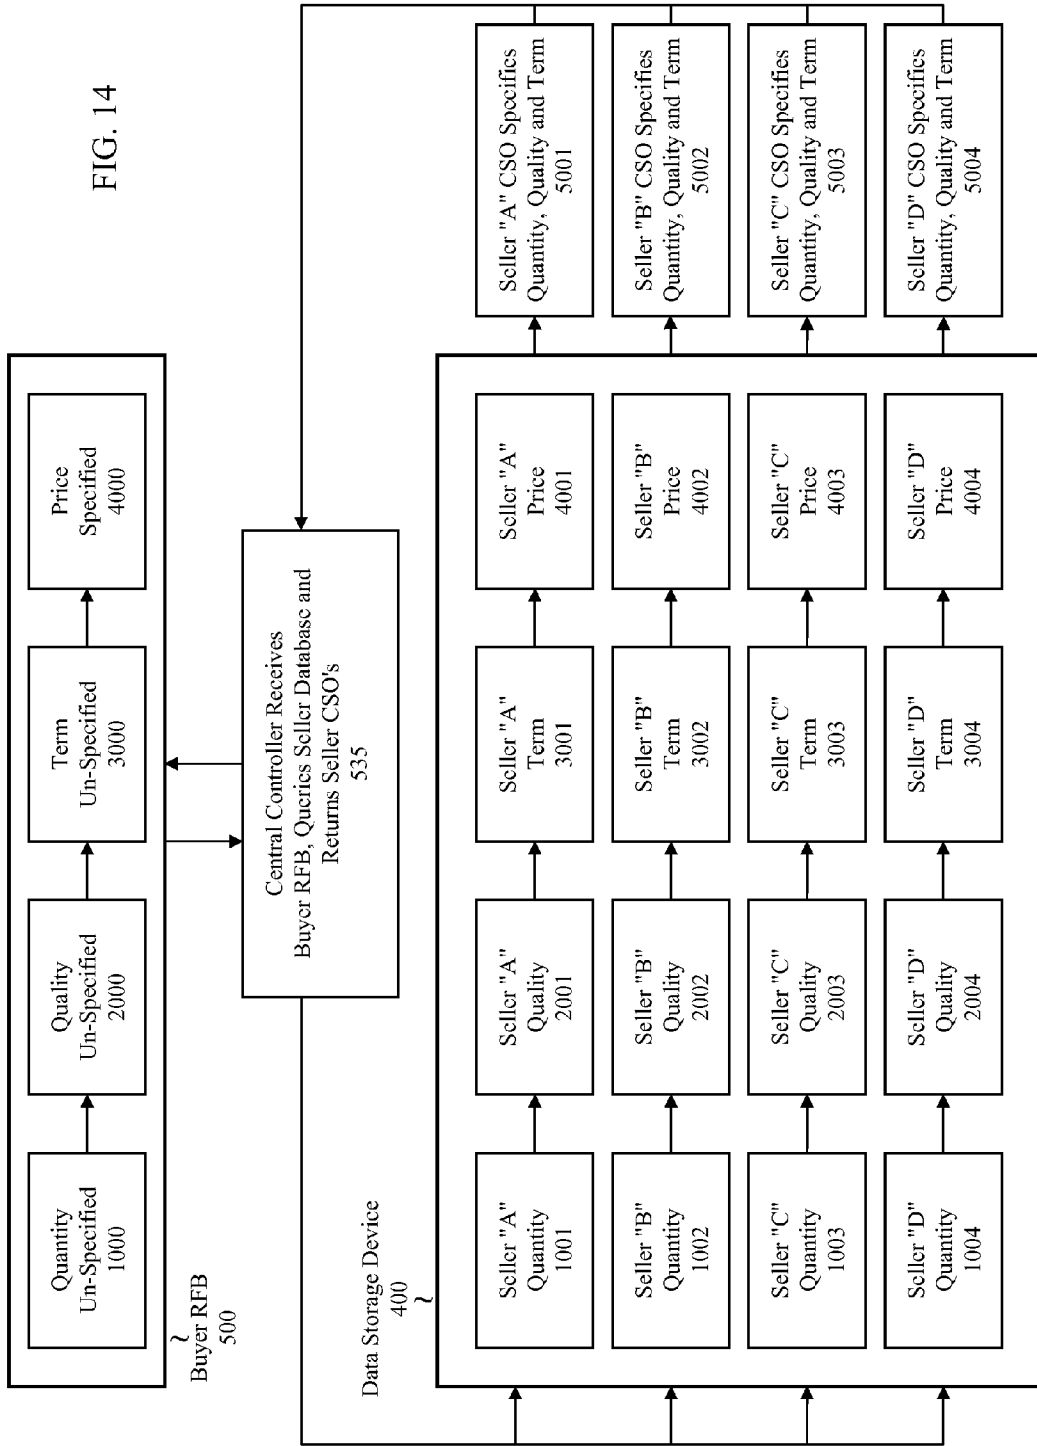 FIG. 14
Quantity
Un-Specified
1000
Quality
Un-Specified
2000
Term
Un-Specified
3000
Price
Specified
4000
Buyer RFB
500
Central Controller Receives
Buyer RFB, Queries Seller Database and
Returns Seller CSO's
535
Data Storage Device
400
Seller "A"
Quantity
1001
Seller "A"
Quality
2001
Seller "A"
Term
3001
Seller "A"
Price
4001
Seller "A" CSO Specifies
Quantity, Quality and Term
5001
Seller "B"
Quantity
1002
Seller "B"
Quality
2002
Seller "B"
Term
3002
Seller "B"
Price
4002
Seller "B" CSO Specifies
Quantity, Quality and Term
5002
Seller "C"
Quantity
1003
Seller "C"
Quality
2003
Seller "C"
Term
3003
Seller "C"
Price
4003
Seller "C" CSO Specifies
Quantity, Quality and Term
5003
Seller "D"
Quantity
1004
Seller "D"
Quality
2004
Seller "D"
Term
3004
Seller "D"
Price
4004
Seller "D" CSO Specifies
Quantity, Quality and Term
5004